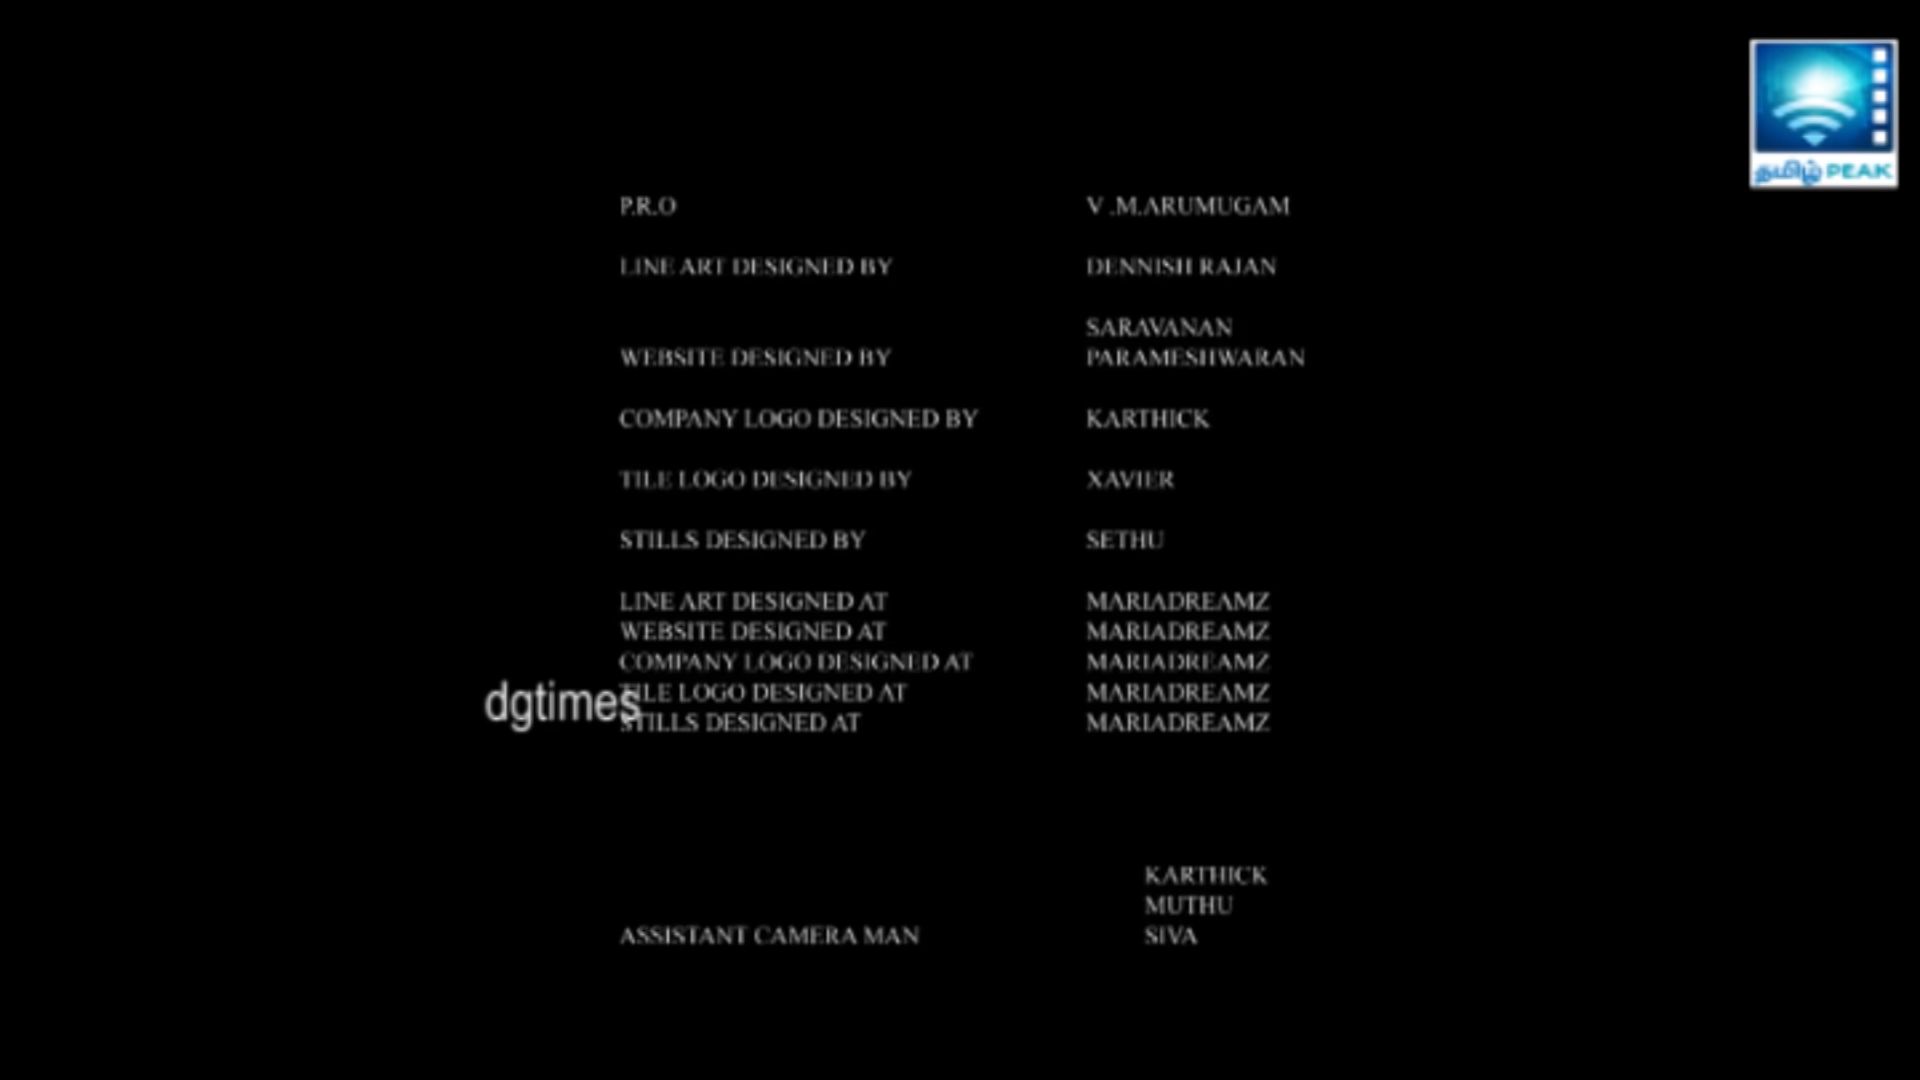 தமிழ் PEAK
P.R.O V .M.ARUMUGAM
LINE ART DESIGNED BY DENNISH RAJAN
SARAVANAN
WEBSITE DESIGNED BY PARAMESHWARAN
COMPANY LOGO DESIGNED BY KARTHICK
TILE LOGO DESIGNED BY XAVIER
STILLS DESIGNED BY SETHU
LINE ART DESIGNED AT MARIADREAMZ
WEBSITE DESIGNED AT MARIADREAMZ
COMPANY LOGO DESIGNED AT MARIADREAMZ
TILE LOGO DESIGNED AT MARIADREAMZ
dgtimes
STILLS DESIGNED AT MARIADREAMZ
KARTHICK
MUTHU
ASSISTANT CAMERA MAN SIVA